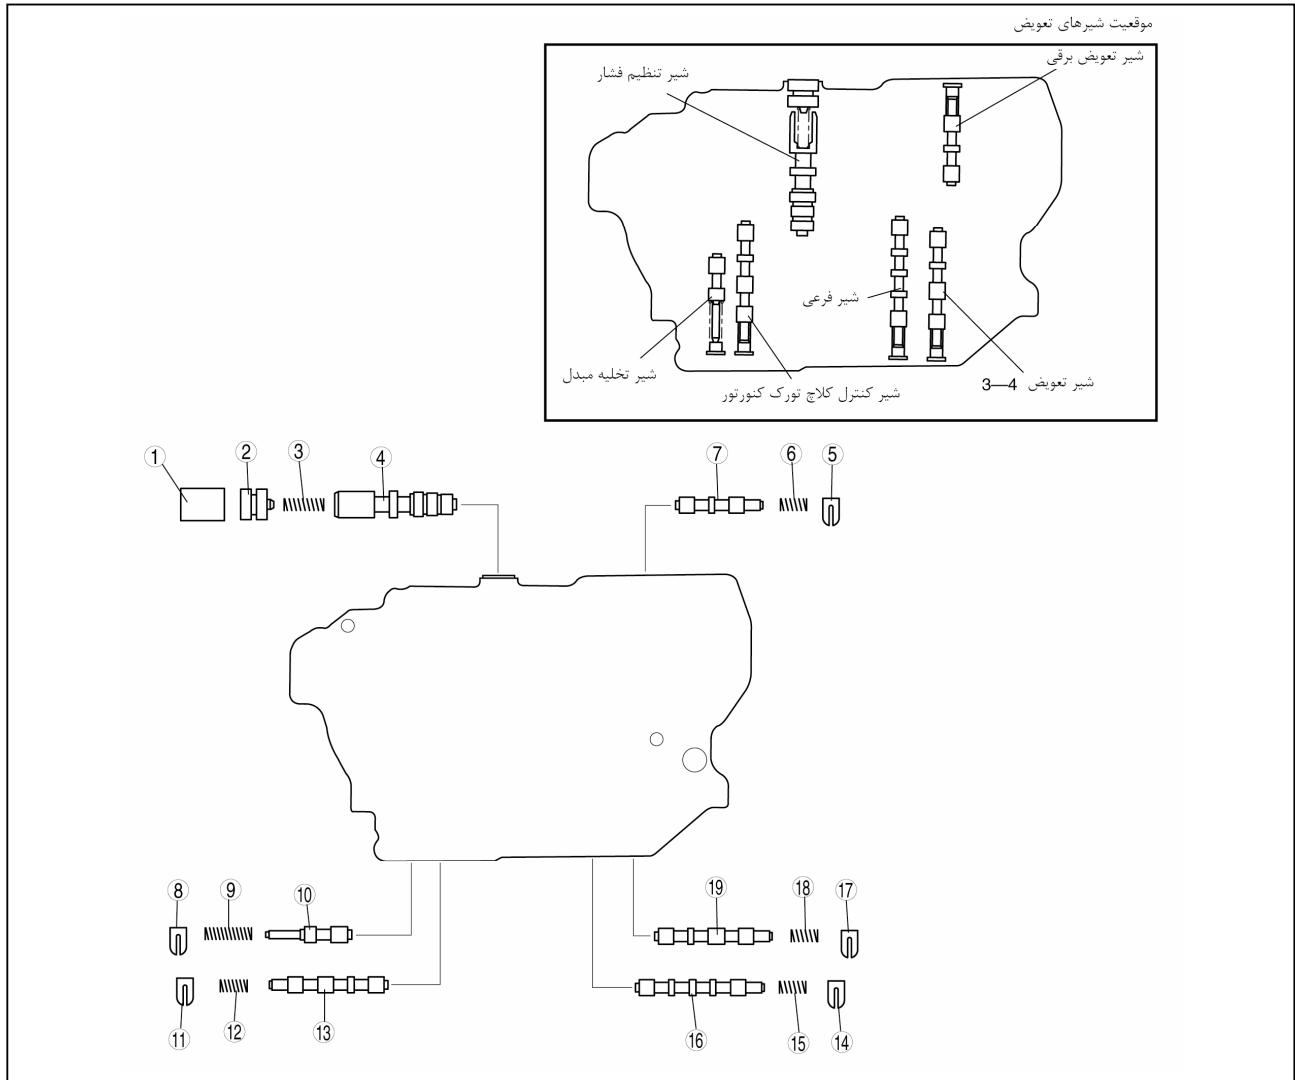 موقعیت شیرهای تعویض
شیر تعویض برقی
شیر تنظیم فشار
شیر فرعی
شیر تخلیه مبدل
شیر کنترل کلاچ تورک کنورتور
شیر تعویض 3—4
1
2
3
4
7
6
5
8
9
10
19
18
17
11
12
13
16
15
14